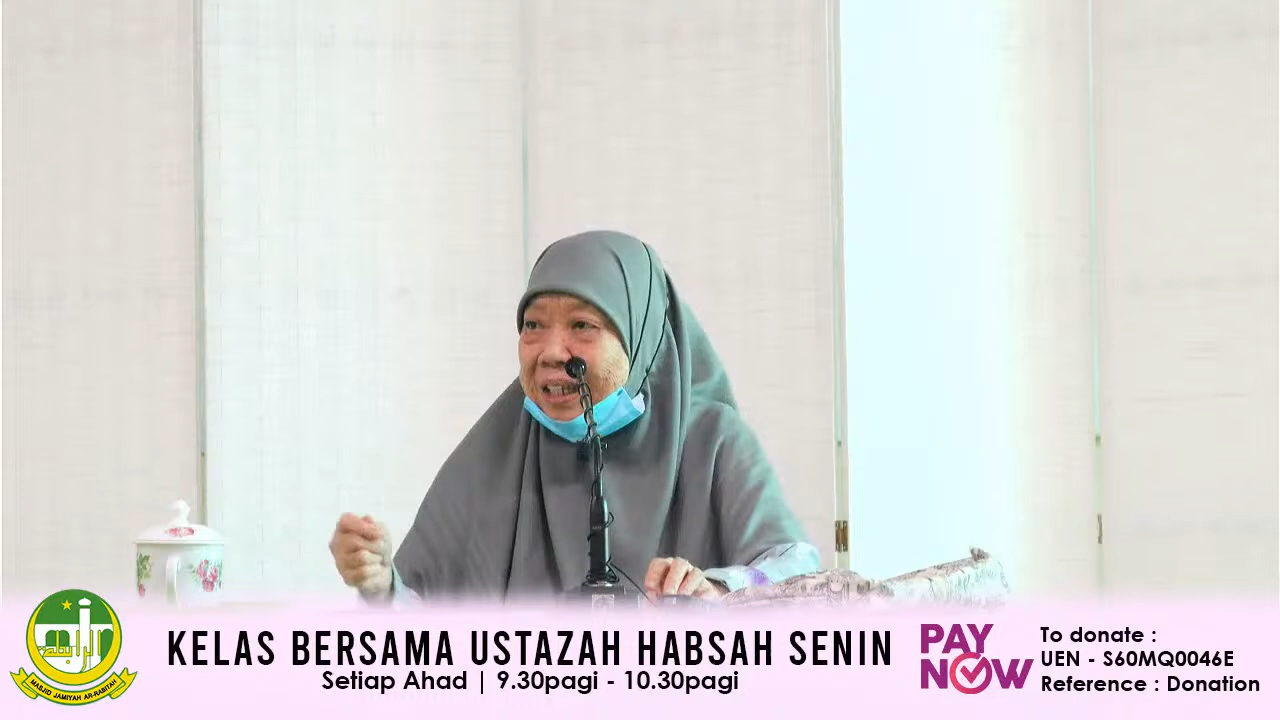 KELAS BERSAMA USTAZAH HABSAH SENIN
Setiap Ahad | 9.30pagi - 10.30pagi
MASJID JAMIYAH AR-RABITAH
PAY
NOW
To donate :
UEN - S60MQ0046E
Reference : Donation